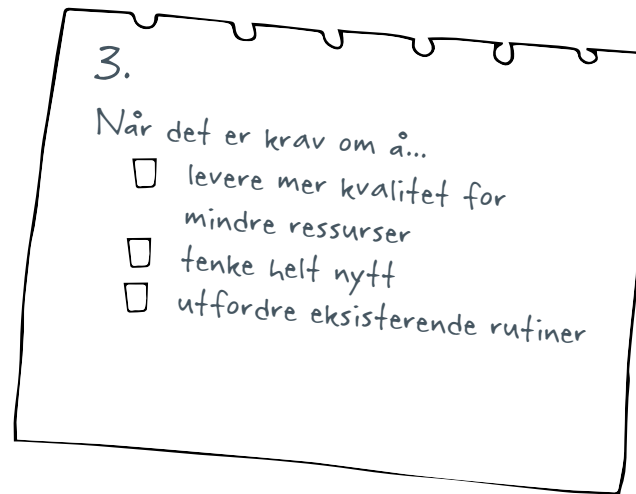 3.
Når det er krav om å...
levere mer kvalitet for
mindre ressurser
tenke helt nytt
utfordre eksisterende rutiner